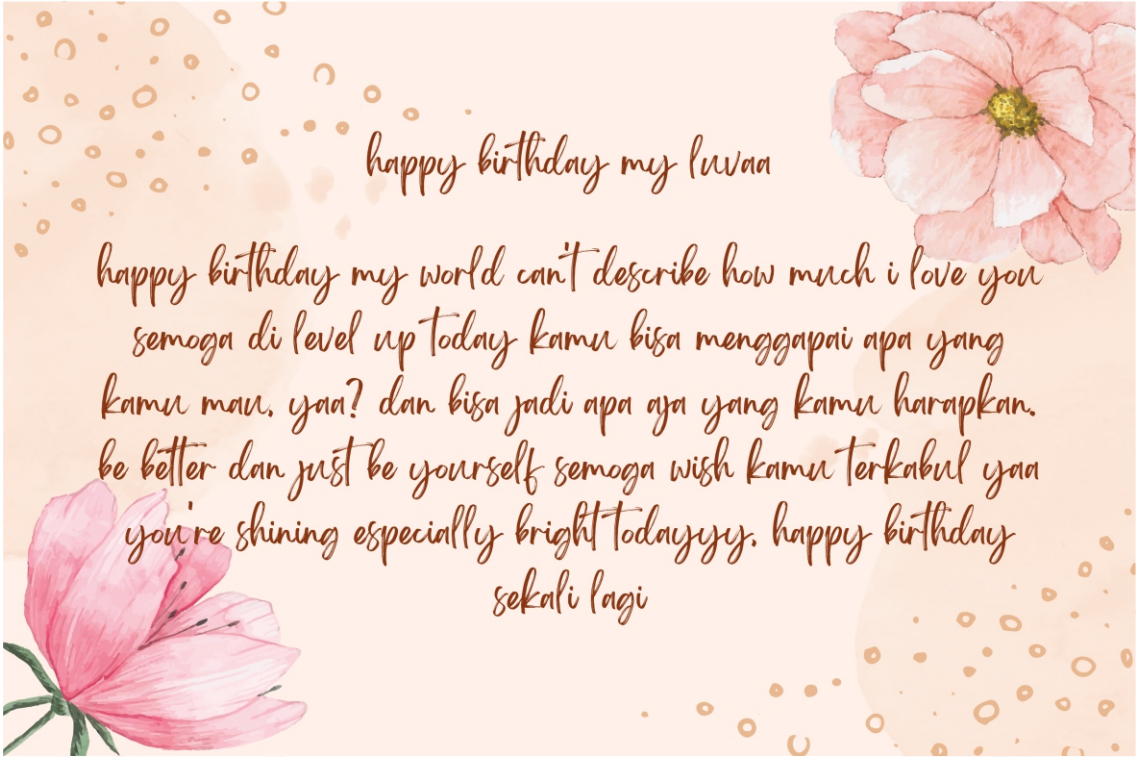 happy birthday my luvaa
happy birthday my world can't describe how much i love you
semoga di level up today kamu bisa menggapai apa yang
kamu mau, yaa? dan bisa jadi apa aja yang kamu harapkan.
be better dan just be yourself semoga wish kamu terkabul yaa
you're shining especially bright todayyy, happy birthday
sekali lagi